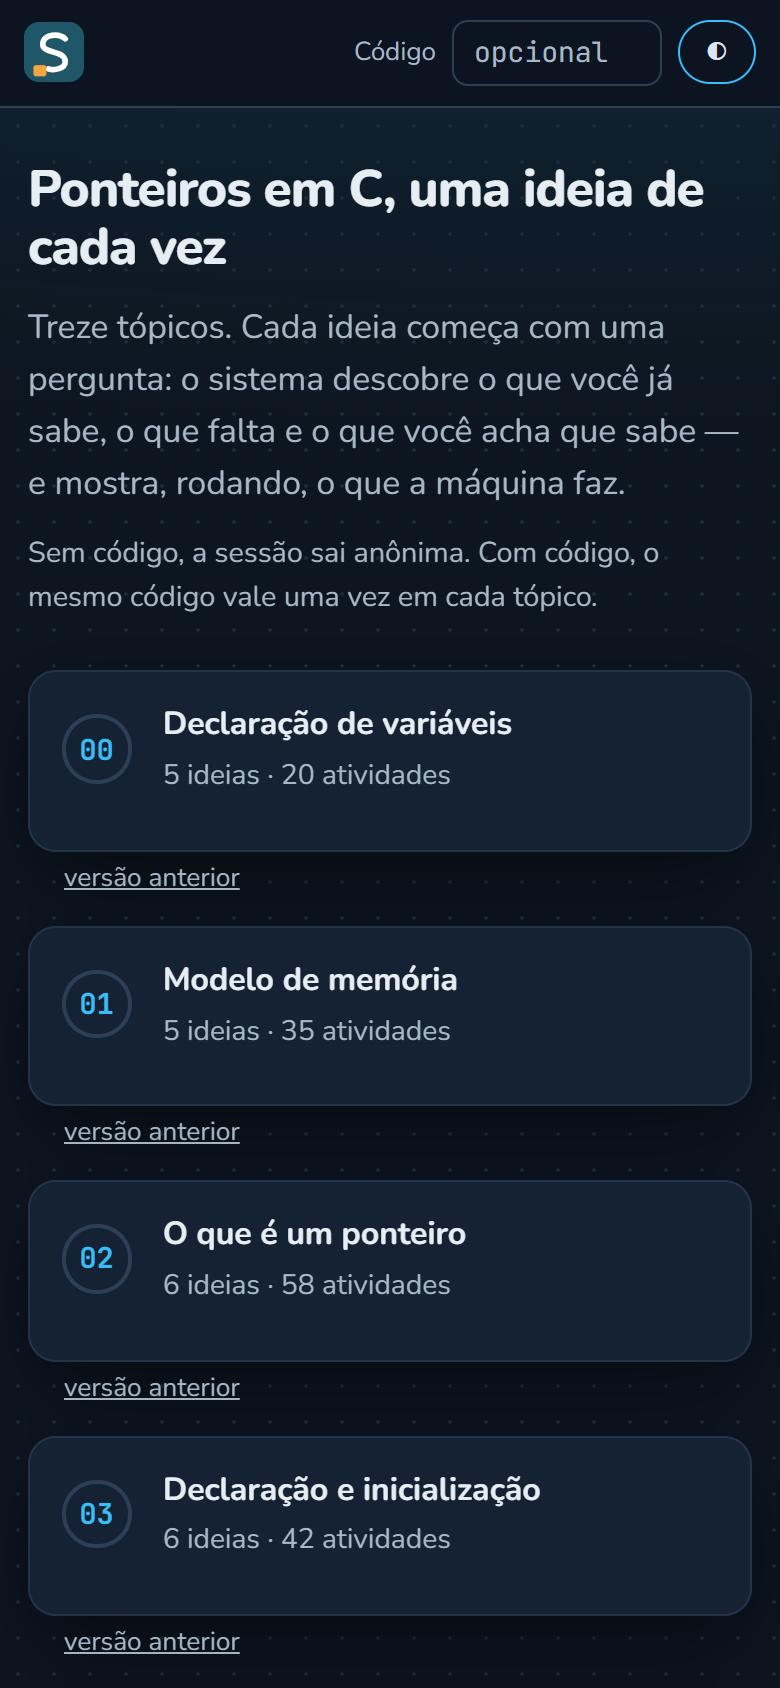 S
Código
opcional
Ponteiros em C, uma ideia de
cada vez
Treze tópicos. Cada ideia começa com uma
pergunta: o sistema descobre o que você já
sabe, o que falta e o que você acha que sabe —
e mostra, rodando, o que a máquina faz.
Sem código, a sessão sai anônima. Com código, o
mesmo código vale uma vez em cada tópico.
00
Declaração de variáveis
5 ideias · 20 atividades
versão anterior
01
Modelo de memória
5 ideias · 35 atividades
versão anterior
02
O que é um ponteiro
6 ideias · 58 atividades
versão anterior
03
Declaração e inicialização
6 ideias · 42 atividades
versão anterior